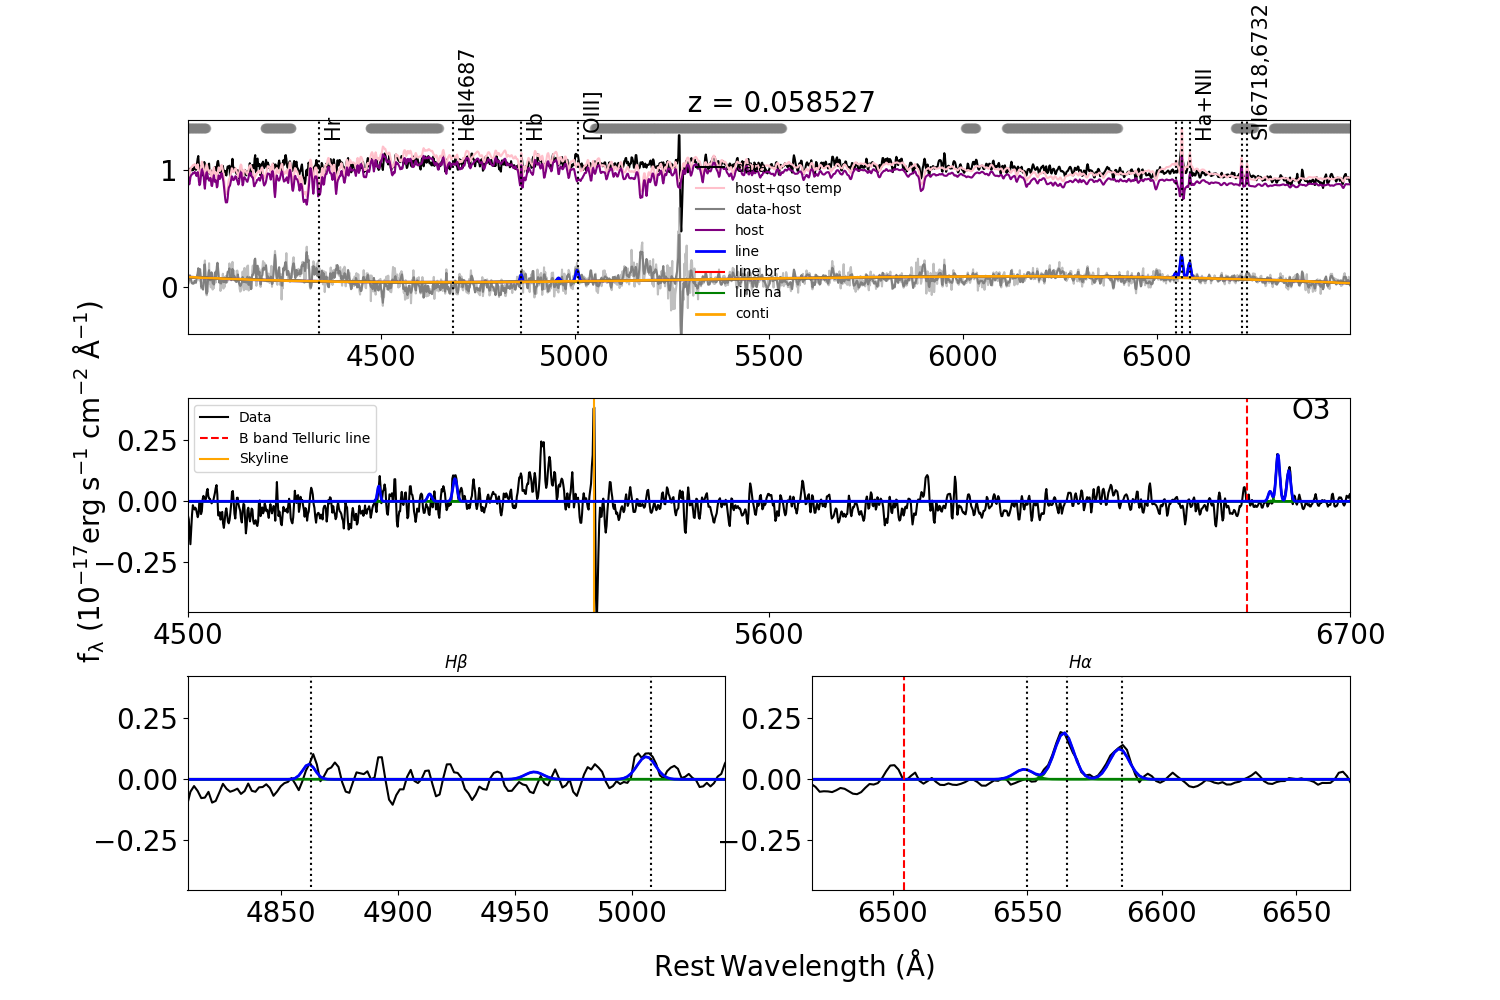 z = 0.058527
Hr
HeII4687
Hb
[OIII]
Ha+NII
SII6718,6732
1
0
data
host+qso temp
data-host
host
line
line br
line na
conti
4500
5000
5500
6000
6500
f_λ (10⁻¹⁷erg s⁻¹ cm⁻² Å⁻¹)
0.25
0.00
−0.25
Data
B band Telluric line
Skyline
O3
4500
5600
6700
Hβ
0.25
0.00
−0.25
4850
4900
4950
5000
Hα
0.25
0.00
−0.25
6500
6550
6600
6650
Rest Wavelength (Å)